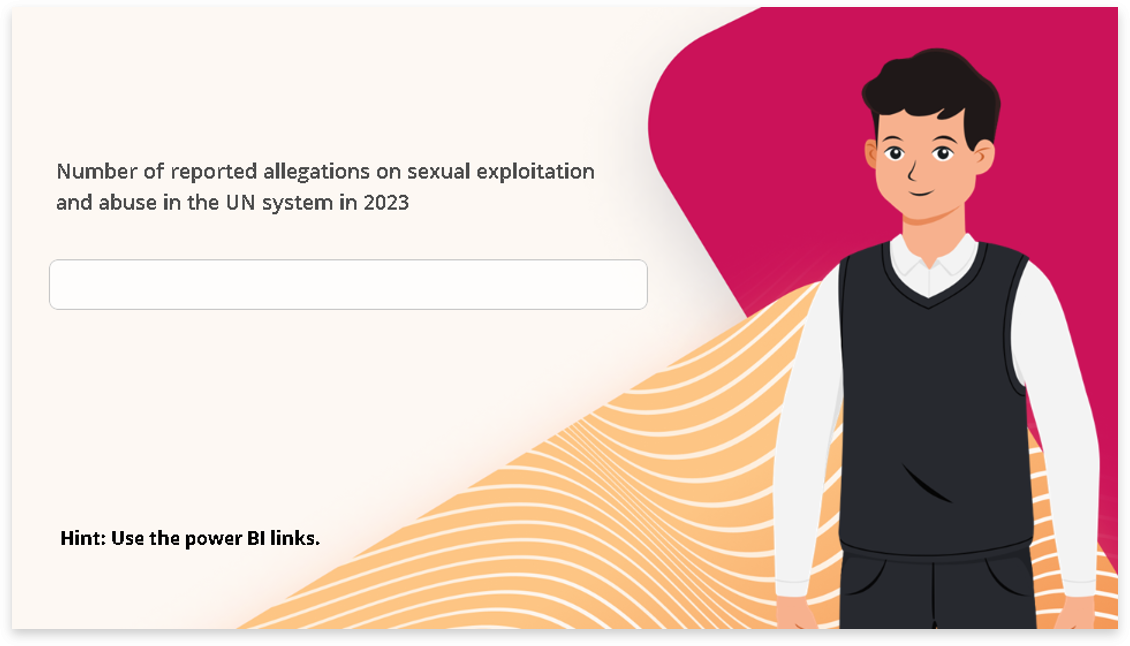 Number of reported allegations on sexual exploitation
and abuse in the UN system in 2023
Hint: Use the power BI links.